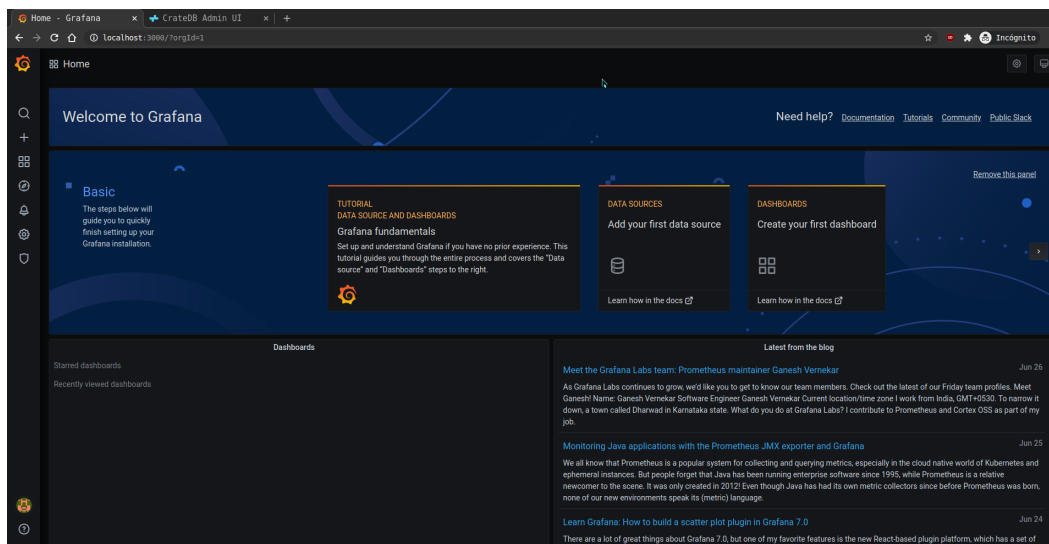 Home - Grafana
CrateDB Admin UI
localhost:3000/?orgId=1
Incógnito
Home
Welcome to Grafana
Need help? Documentation Tutorials Community Public Slack
Remove this panel
Basic
The steps below will
guide you to quickly
finish setting up your
Grafana installation.
TUTORIAL
DATA SOURCE AND DASHBOARDS
Grafana fundamentals
Set up and understand Grafana if you have no prior experience. This
tutorial guides you through the entire process and covers the "Data
source" and "Dashboards" steps to the right.
DATA SOURCES
Add your first data source
Learn how in the docs
DASHBOARDS
Create your first dashboard
Learn how in the docs
Dashboards
Starred dashboards
Recently viewed dashboards
Latest from the blog
Meet the Grafana Labs team: Prometheus maintainer Ganesh Vernekar Jun 26
As Grafana Labs continues to grow, we'd like you to get to know our team members. Check out the latest of our Friday team profiles. Meet
Ganesh! Name: Ganesh Vernekar Software Engineer Ganesh Vernekar Current location/time zone I work from India, GMT+0530. To narrow it
down, a town called Dharwad in Karnataka state. What do you do at Grafana Labs? I contribute to Prometheus and Cortex OSS as part of my
job.
Monitoring Java applications with the Prometheus JMX exporter and Grafana Jun 25
We all know that Prometheus is a popular system for collecting and querying metrics, especially in the cloud native world of Kubernetes and
ephemeral instances. But people forget that Java has been running enterprise software since 1995, while Prometheus is a relative
newcomer to the scene. It was only created in 2012! Even though Java has had its own metric collectors since before Prometheus was born,
none of our new environments speak its (metric) language.
Learn Grafana: How to build a scatter plot plugin in Grafana 7.0 Jun 24
There are a lot of great things about Grafana 7.0, but one of my favorite features is the new React-based plugin platform, which has a set of